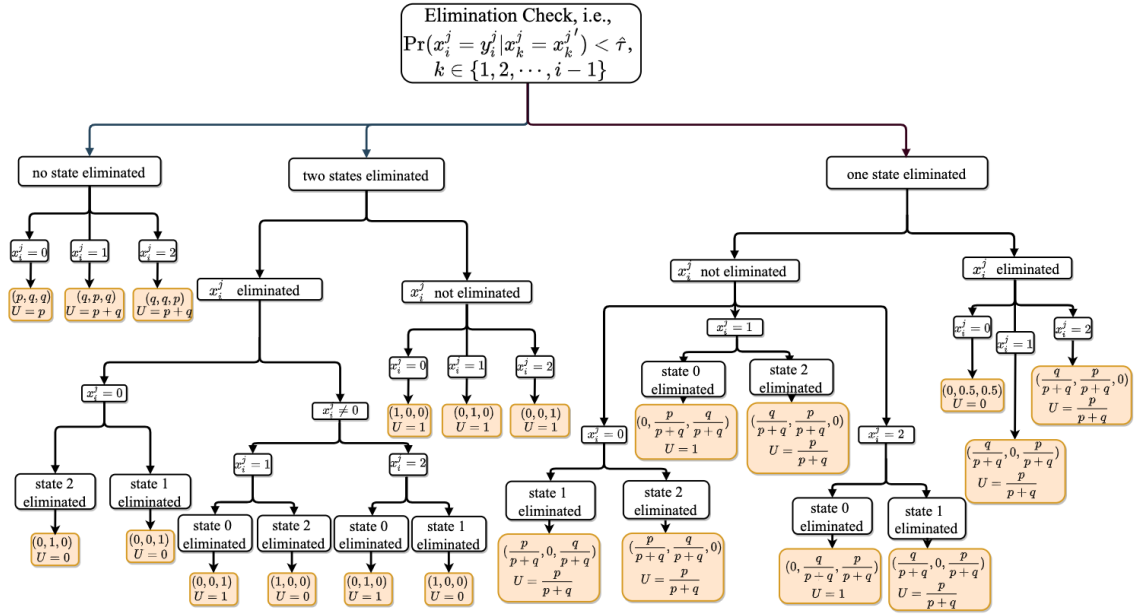 Elimination Check, i.e.,
Pr(x_i^j = y_i^j | x_k^j = x_k^{j'}) < τ̂,
k ∈ {1, 2, ⋯, i − 1}
no state eliminated
two states eliminated
one state eliminated
x_i^j = 0
x_i^j = 1
x_i^j = 2
(p, q, q)
U = p
(q, p, q)
U = p + q
(q, q, p)
U = p + q
x_i^j eliminated
x_i^j not eliminated
x_i^j = 0
x_i^j = 1
x_i^j = 2
(1, 0, 0)
U = 1
(0, 1, 0)
U = 1
(0, 0, 1)
U = 1
x_i^j = 0
x_i^j ≠ 0
state 2
eliminated
state 1
eliminated
(0, 1, 0)
U = 0
(0, 0, 1)
U = 0
x_i^j = 1
x_i^j = 2
state 0
eliminated
state 2
eliminated
state 0
eliminated
state 1
eliminated
(0, 0, 1)
U = 1
(1, 0, 0)
U = 0
(0, 1, 0)
U = 1
(1, 0, 0)
U = 0
x_i^j not eliminated
x_i^j eliminated
x_i^j = 1
state 0
eliminated
state 2
eliminated
(0, p/(p+q), q/(p+q))
U = 1
(q/(p+q), p/(p+q), 0)
U = p/(p+q)
x_i^j = 0
state 1
eliminated
state 2
eliminated
(p/(p+q), 0, q/(p+q))
U = p/(p+q)
(p/(p+q), q/(p+q), 0)
U = p/(p+q)
x_i^j = 2
state 0
eliminated
state 1
eliminated
(0, q/(p+q), p/(p+q))
U = 1
(q/(p+q), 0, p/(p+q))
U = p/(p+q)
x_i^j = 0
x_i^j = 1
x_i^j = 2
(0, 0.5, 0.5)
U = 0
(q/(p+q), 0, p/(p+q))
U = p/(p+q)
(q/(p+q), p/(p+q), 0)
U = p/(p+q)